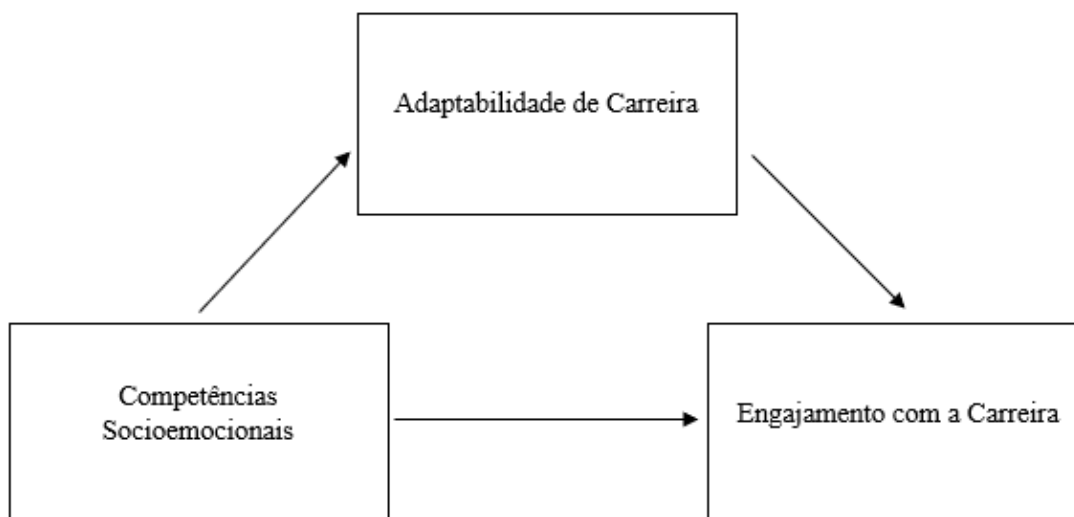 Adaptabilidade de Carreira
Competências
Socioemocionais
Engajamento com a Carreira